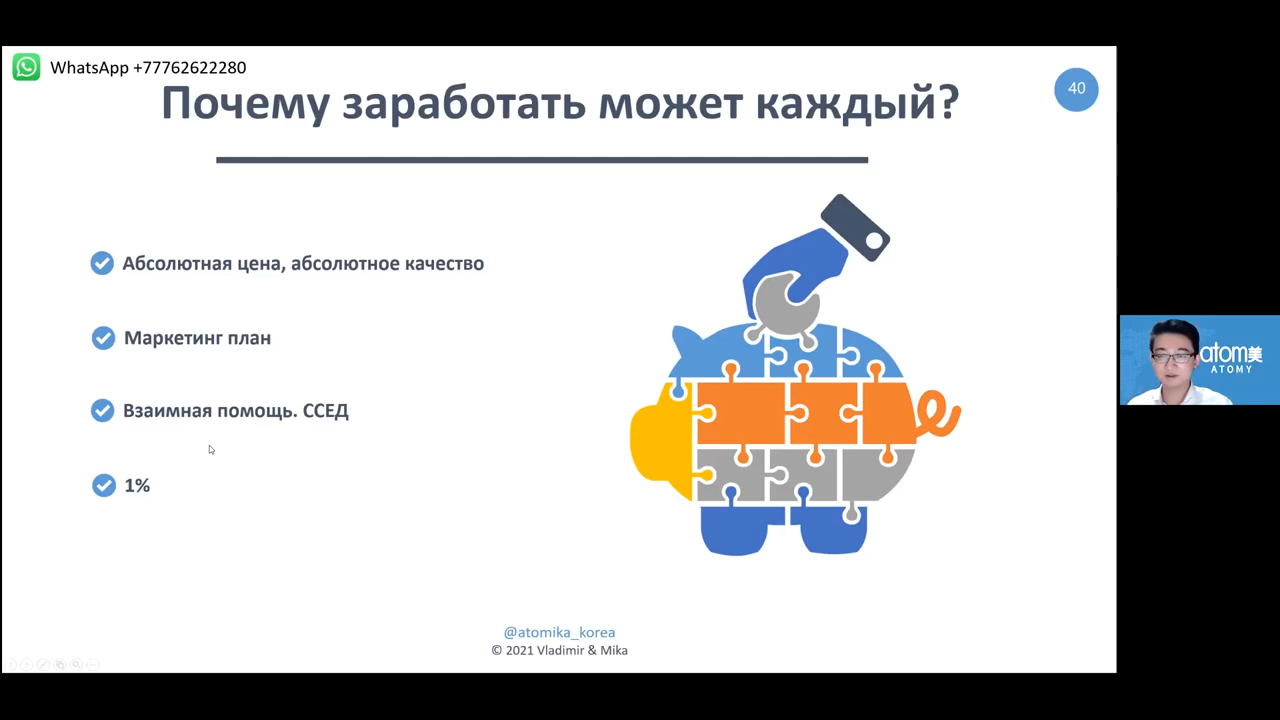 WhatsApp +77762622280
Почему заработать может каждый?
40
Абсолютная цена, абсолютное качество
Маркетинг план
Взаимная помощь. ССЕД
1%
atom美
ATOMY
@atomika_korea
© 2021 Vladimir & Mika